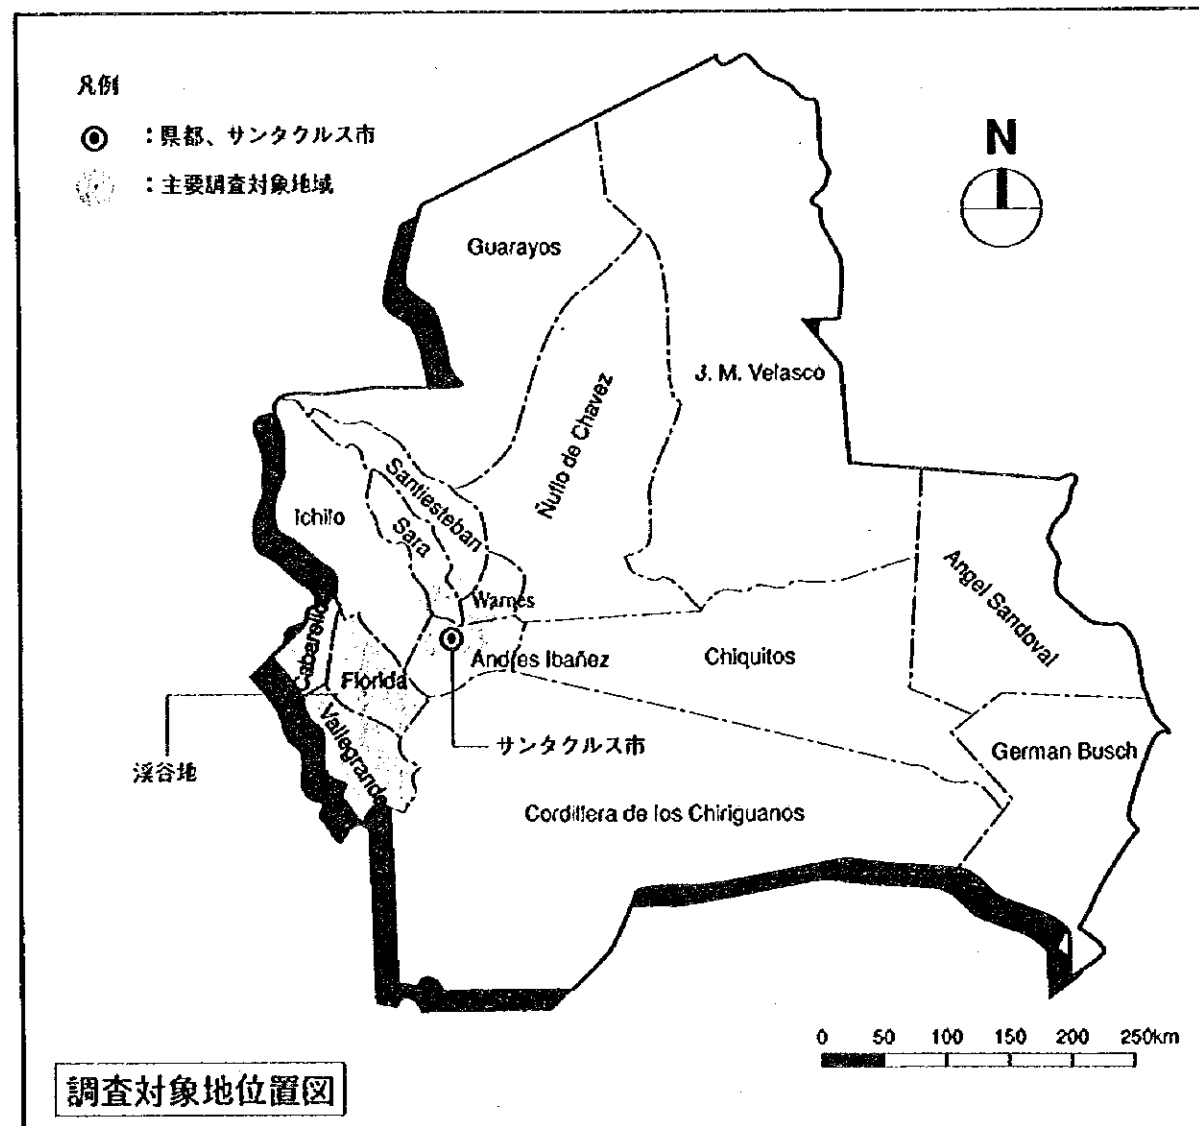 凡例
：県都、サンタクルス市
：主要調査対象地域
N
Guarayos
J. M. Velasco
Ñuflo de Chavez
Santiesteban
Ichilo
Sara
Warnes
Angel Sandoval
Caberello
Andres Ibañez
Chiquitos
Florida
Vallegrande
サンタクルス市
渓谷地
German Busch
Cordillera de los Chiriguanos
0 50 100 150 200 250km
調査対象地位置図